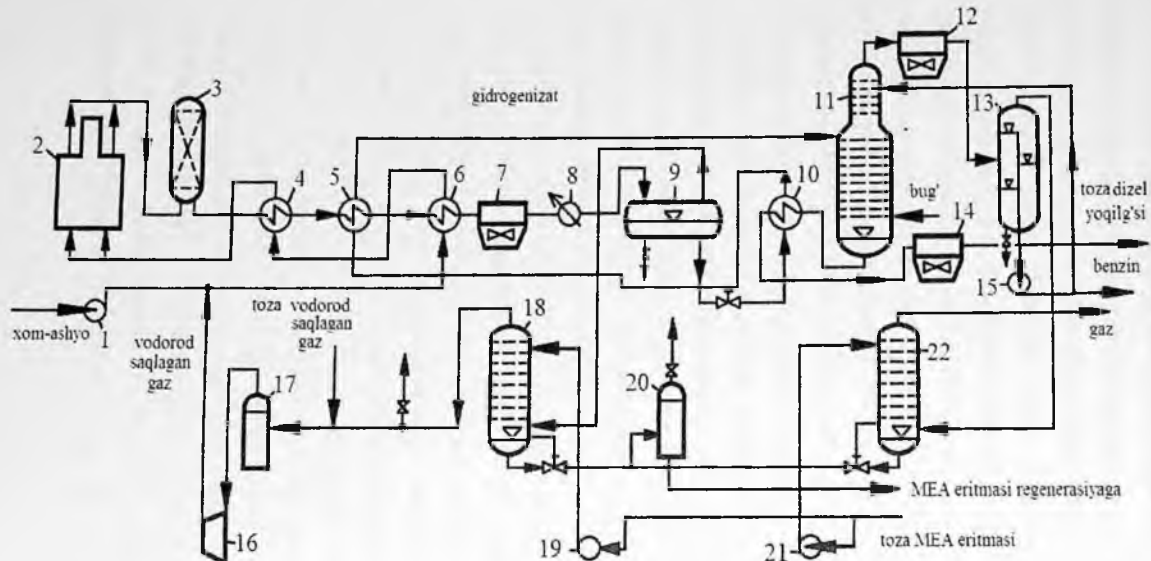 12
3
gidrogenizat
11
13
2
4
5
6
7
8
9
10
bug'
toza dizel
yoqilg'si
14
benzin
1
15
xom-ashyo
toza vodorod
saqlagan
gaz
vodorod
saqlagan
gaz
18
gaz
22
17
20
MEA eritmasi regenerasiyaga
16
19
21
toza MEA eritmasi